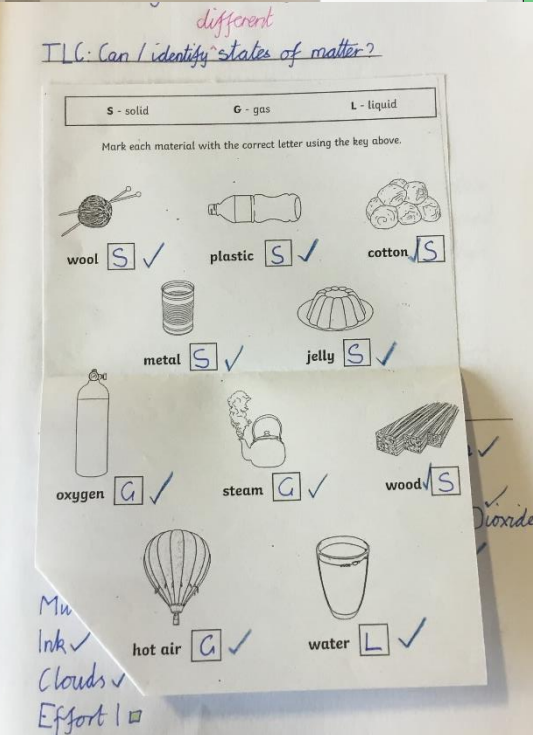 different
TLC: Can I identify ^ states of matter?
S - solid G - gas L - liquid
Mark each material with the correct letter using the key above.
wool S ✓ plastic S ✓ cotton ✓ S
metal S ✓ jelly S ✓
oxygen G ✓ steam G ✓ wood ✓ S
Dioxide
hot air G ✓ water L ✓
Ink ✓
Clouds ✓
Effort 1